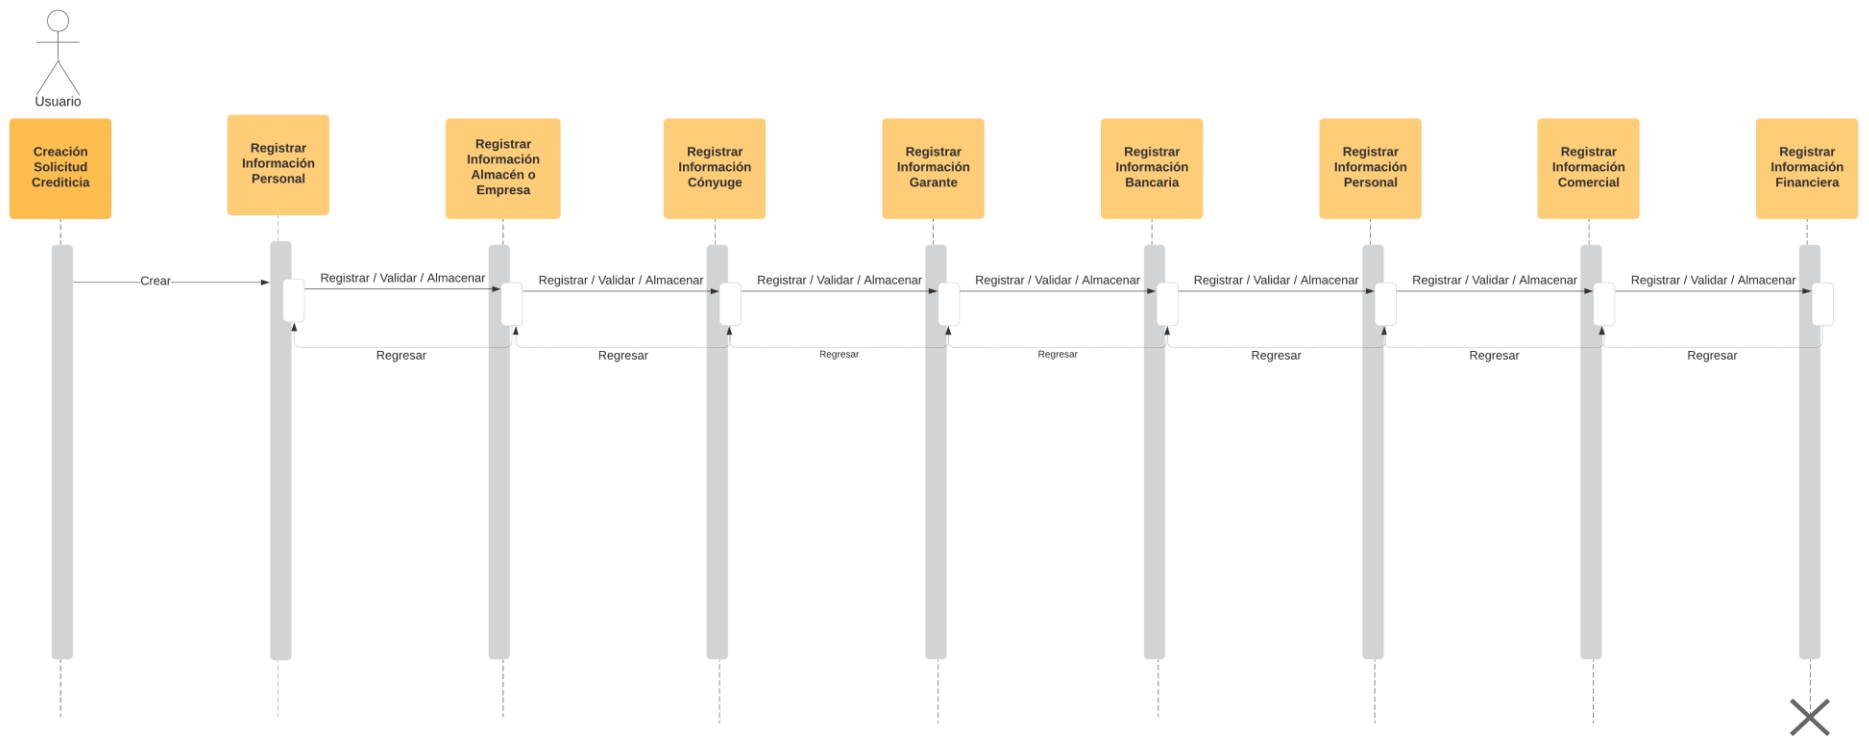 Usuario
Creación
Solicitud
Crediticia
Registrar
Información
Personal
Registrar
Información
Almacén o
Empresa
Registrar
Información
Cónyuge
Registrar
Información
Garante
Registrar
Información
Bancaria
Registrar
Información
Personal
Registrar
Información
Comercial
Registrar
Información
Financiera
Crear
Registrar / Validar / Almacenar
Registrar / Validar / Almacenar
Registrar / Validar / Almacenar
Registrar / Validar / Almacenar
Registrar / Validar / Almacenar
Registrar / Validar / Almacenar
Registrar / Validar / Almacenar
Regresar
Regresar
Regresar
Regresar
Regresar
Regresar
Regresar